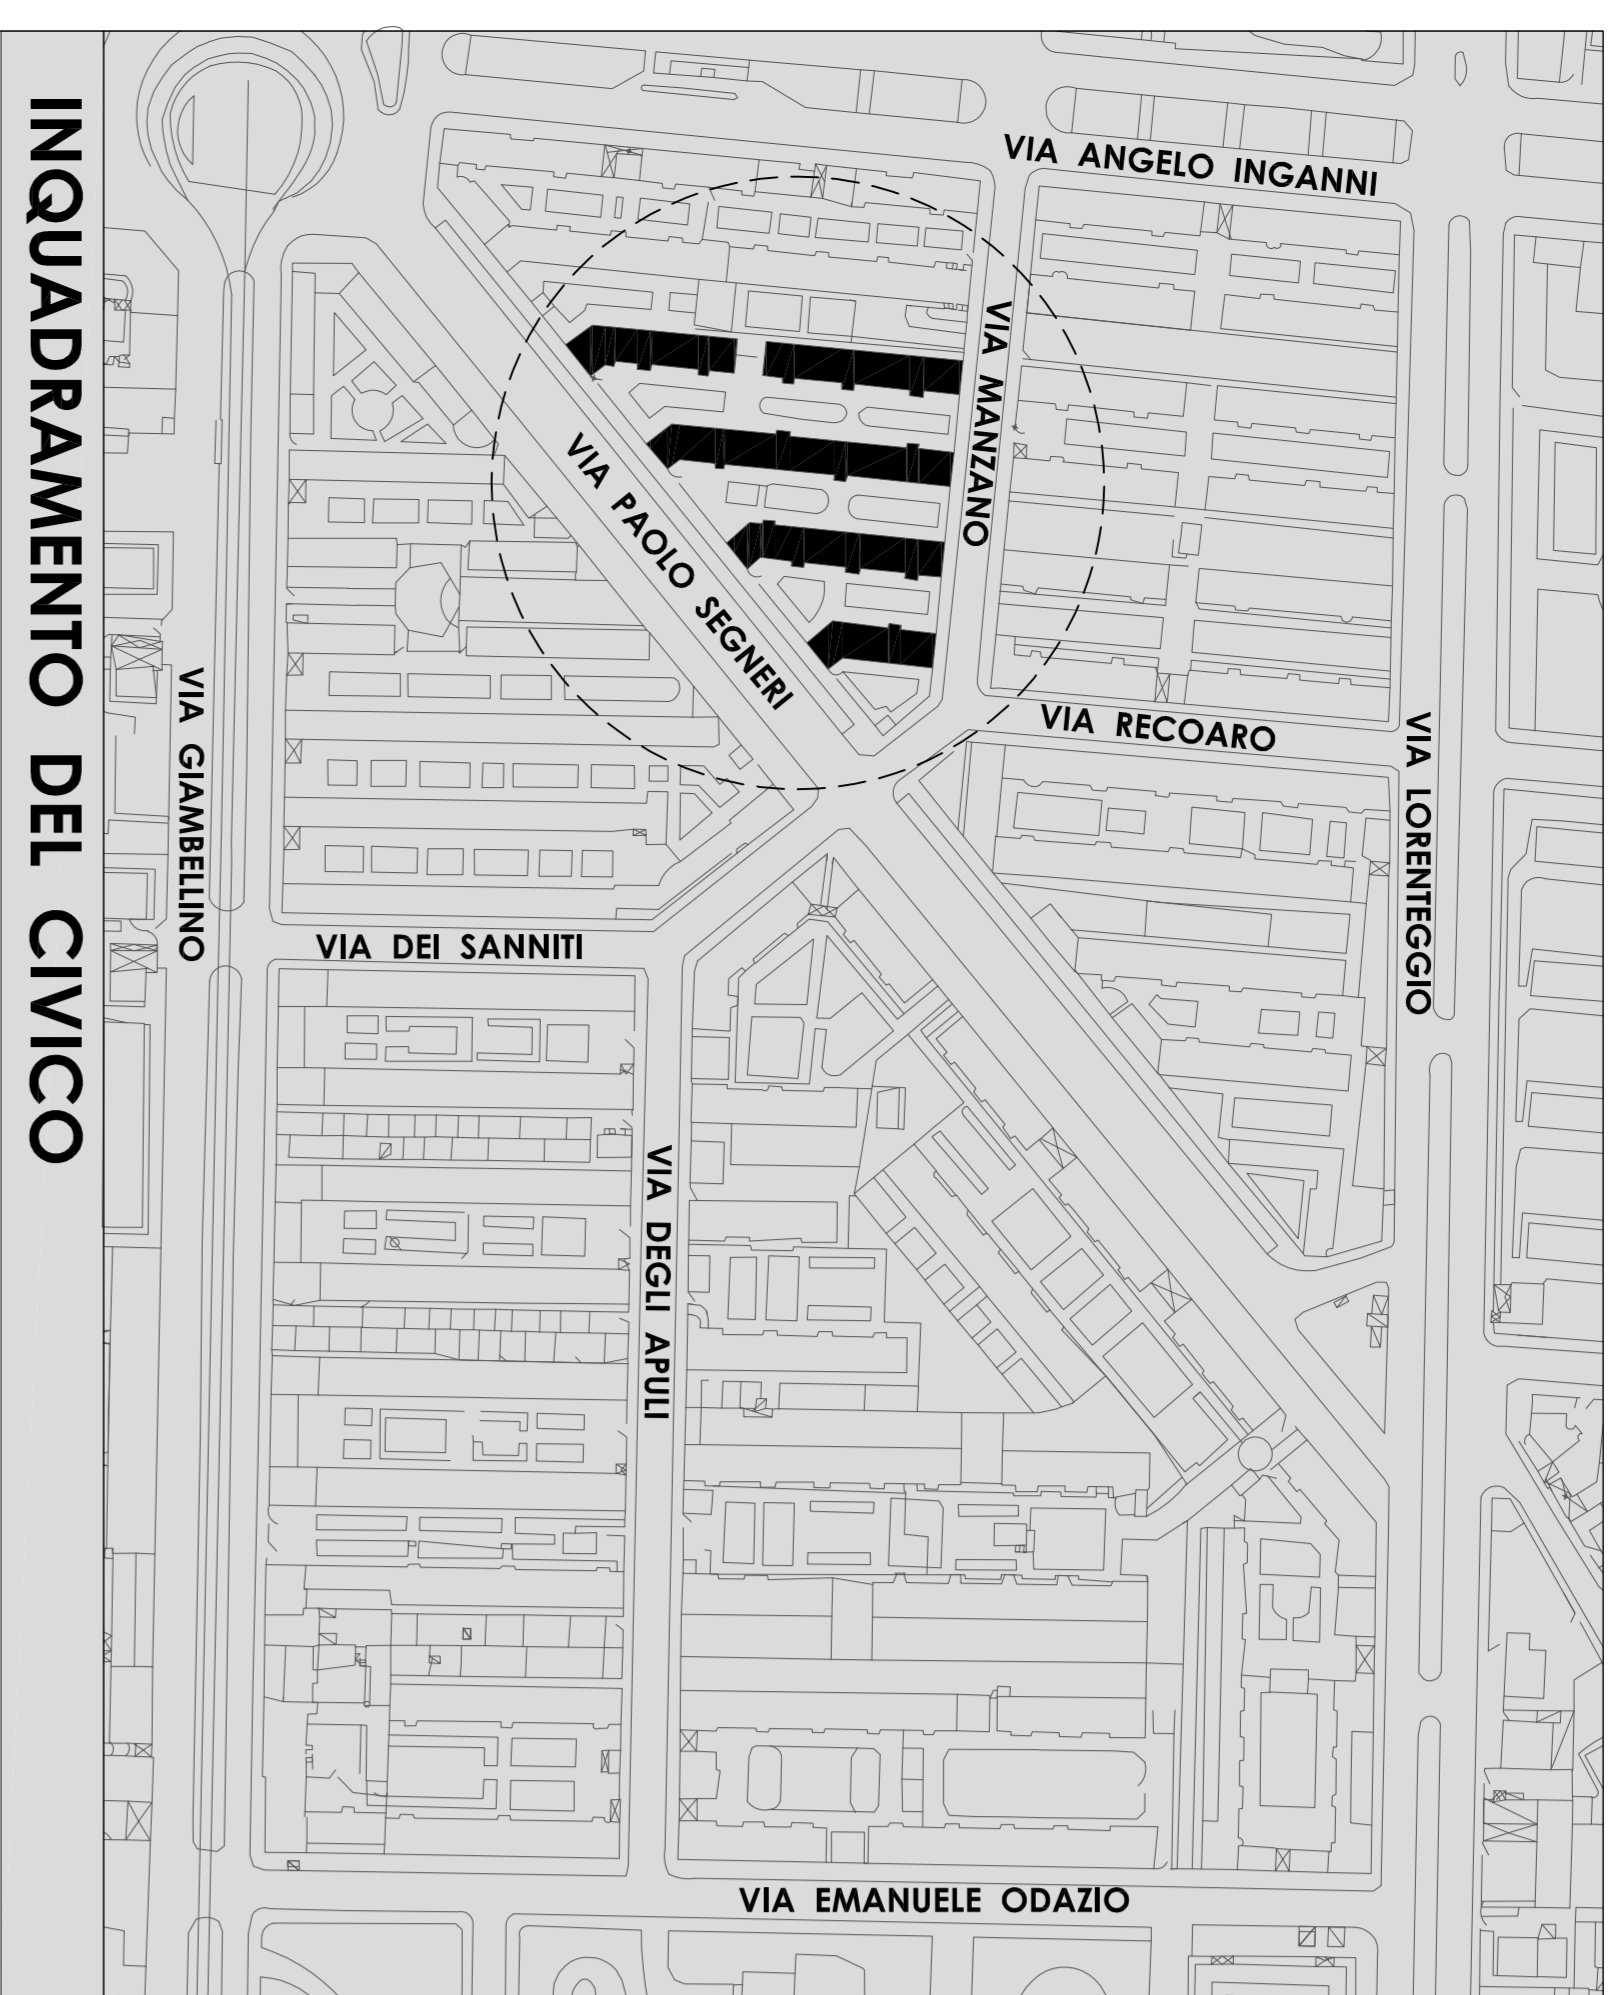 INQUADRAMENTO DEL CIVICO
VIA ANGELO INGANNI
VIA MANZANO
VIA PAOLO SEGNERI
VIA RECOARO
VIA LORENTEGGIO
VIA GIAMBELLINO
VIA DEI SANNITI
VIA DEGLI APULI
VIA EMANUELE ODAZIO